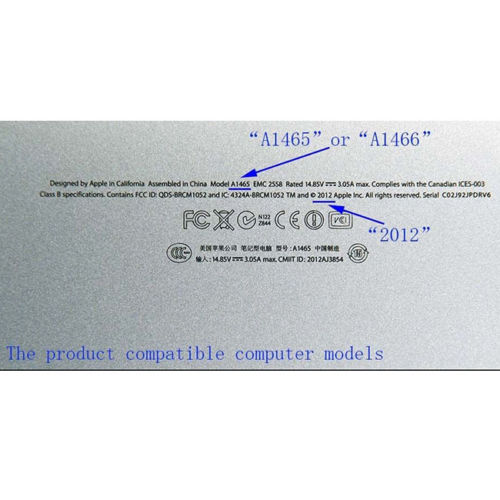 “A1465” or “A1466”
Designed by Apple in California Assembled in China Model A1465 EMC 2558 Rated 14.85V⎓3.05A max. Complies with the Canadian ICES-003
Class B specifications. Contains FCC ID: QDS-BRCM1052 and IC: 4324A-BRCM1052 TM and © 2012 Apple Inc. All rights reserved. Serial C02J92JPDRV6
FC N122 Z844 VCI
“2012”
美国苹果公司 笔记型电脑 型号：A1465 中国制造
输入：14.85V⎓3.05A max. CMIIT ID: 2012AJ3854
The product compatible computer models